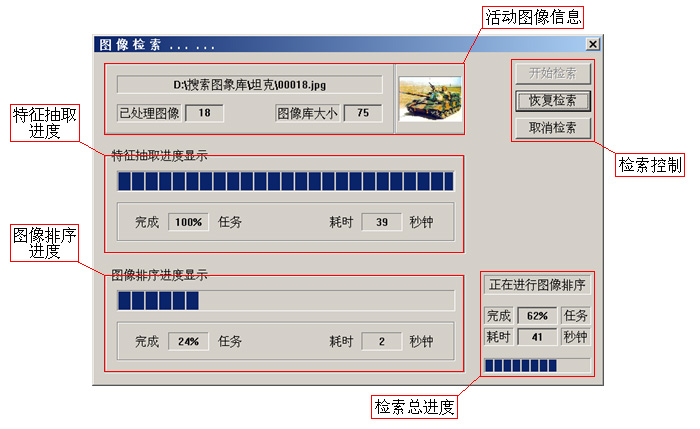 活动图像信息
图像检索 ... ...
D:\搜索图象库\坦克\00018.jpg
已处理图像 18 图像库大小 75
开始检索
恢复检索
取消检索
特征抽取
进度
检索控制
特征抽取进度显示
完成 100% 任务 耗时 39 秒钟
图像排序
进度
图像排序进度显示
完成 24% 任务 耗时 2 秒钟
正在进行图像排序
完成 62% 任务
耗时 41 秒钟
检索总进度